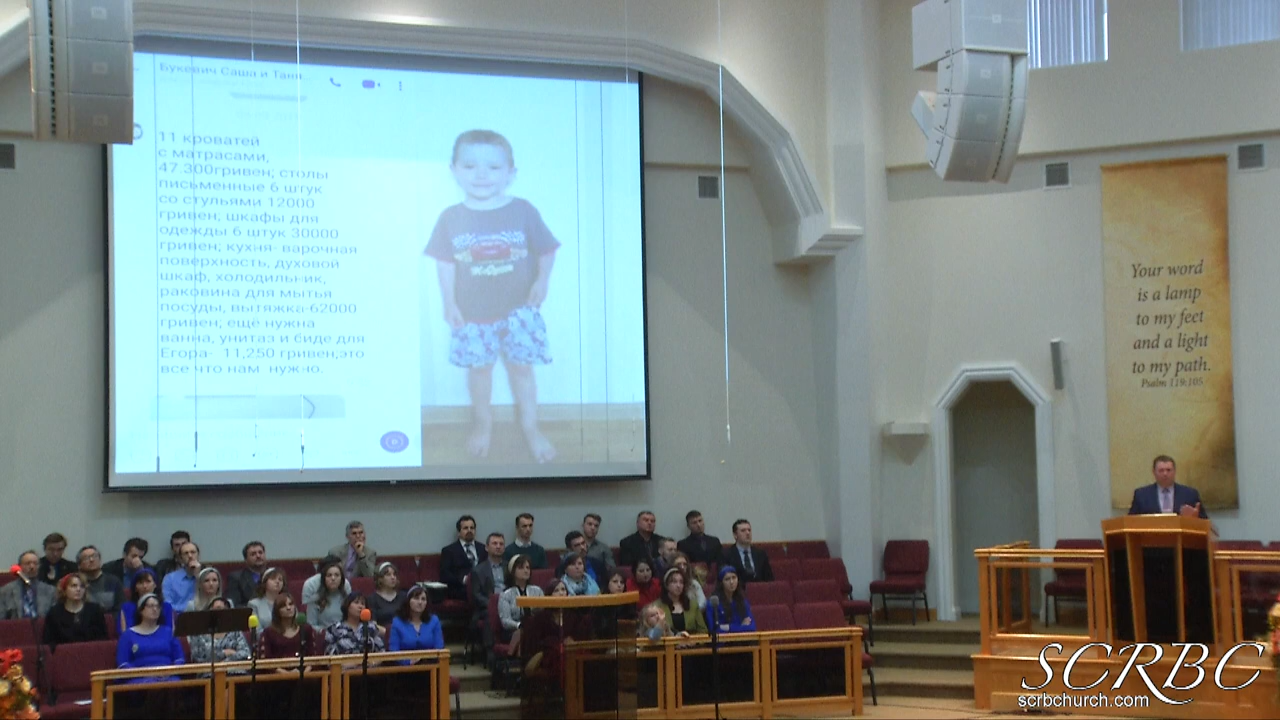 Букевич Саша и Таня...
11 кроватей
с матрасами,
47.300гривен; столы
письменные 6 штук
со стульями 12000
гривен; шкафы для
одежды 6 штук 30000
гривен; кухня- варочная
поверхность, духовой
шкаф, холодильник,
раковина для мытья
посуды, вытяжка-62000
гривен; ещё нужна
ванна, унитаз и биде для
Егора- 11,250 гривен,это
все что нам нужно.
Your word
is a lamp
to my feet
and a light
to my path.
Psalm 119:105
SCRBC
scrbchurch.com